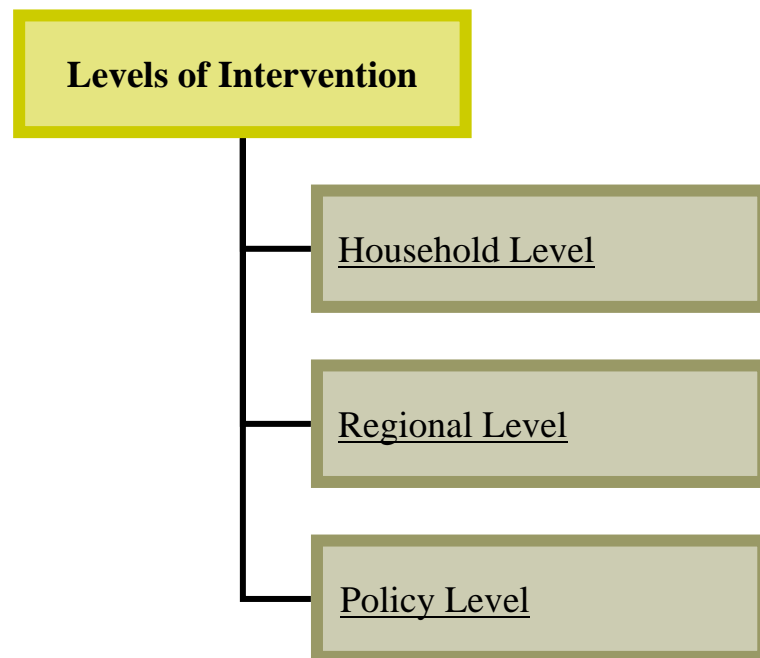 Levels of Intervention
Household Level
Regional Level
Policy Level